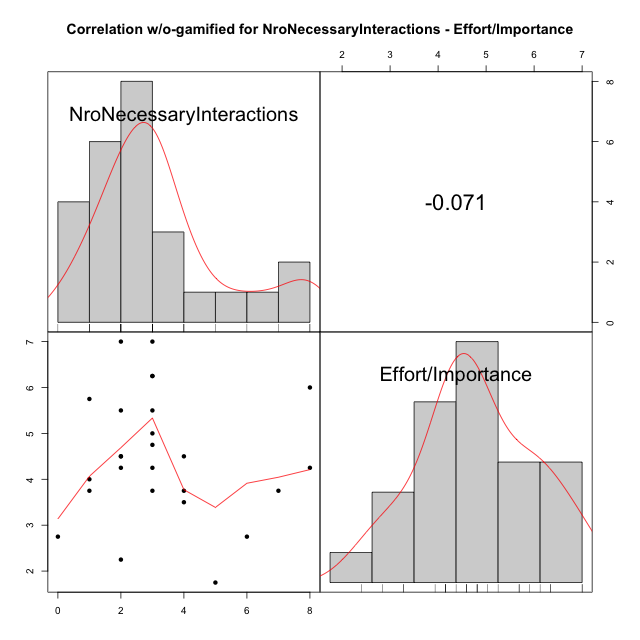 Correlation w/o-gamified for NroNecessaryInteractions - Effort/Importance
2 3 4 5 6 7
NroNecessaryInteractions
-0.071
8
6
4
2
0
7
6
5
4
3
2
Effort/Importance
0 2 4 6 8